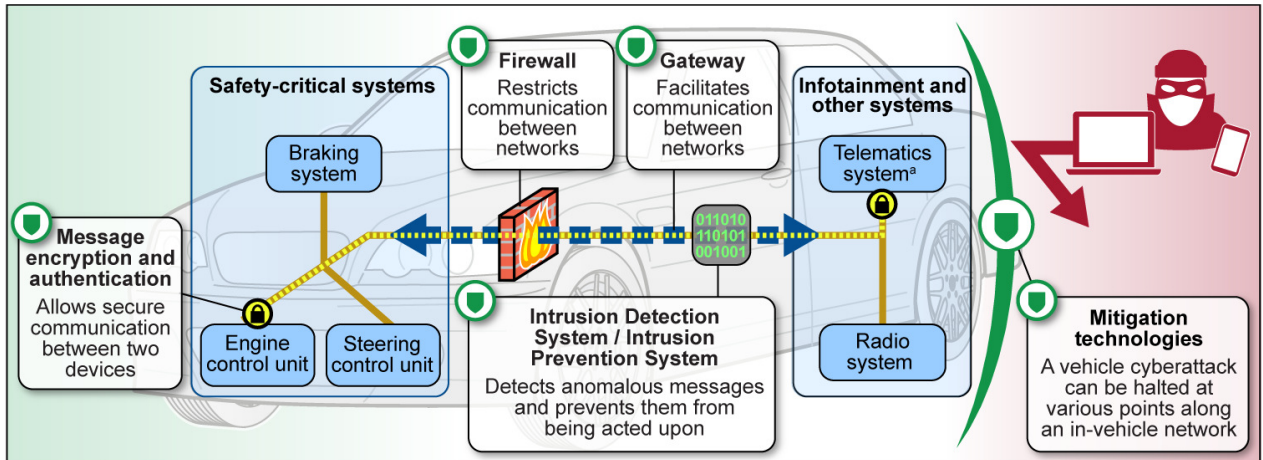 Safety-critical systems
Braking
system
Engine
control unit
Steering
control unit
Message
encryption and
authentication
Allows secure
communication
between two
devices
Firewall
Restricts
communication
between
networks
Gateway
Facilitates
communication
between
networks
011010
110101
001001
Intrusion Detection
System / Intrusion
Prevention System
Detects anomalous messages
and prevents them from
being acted upon
Infotainment and
other systems
Telematics
systemª
Radio
system
Mitigation
technologies
A vehicle cyberattack
can be halted at
various points along
an in-vehicle network